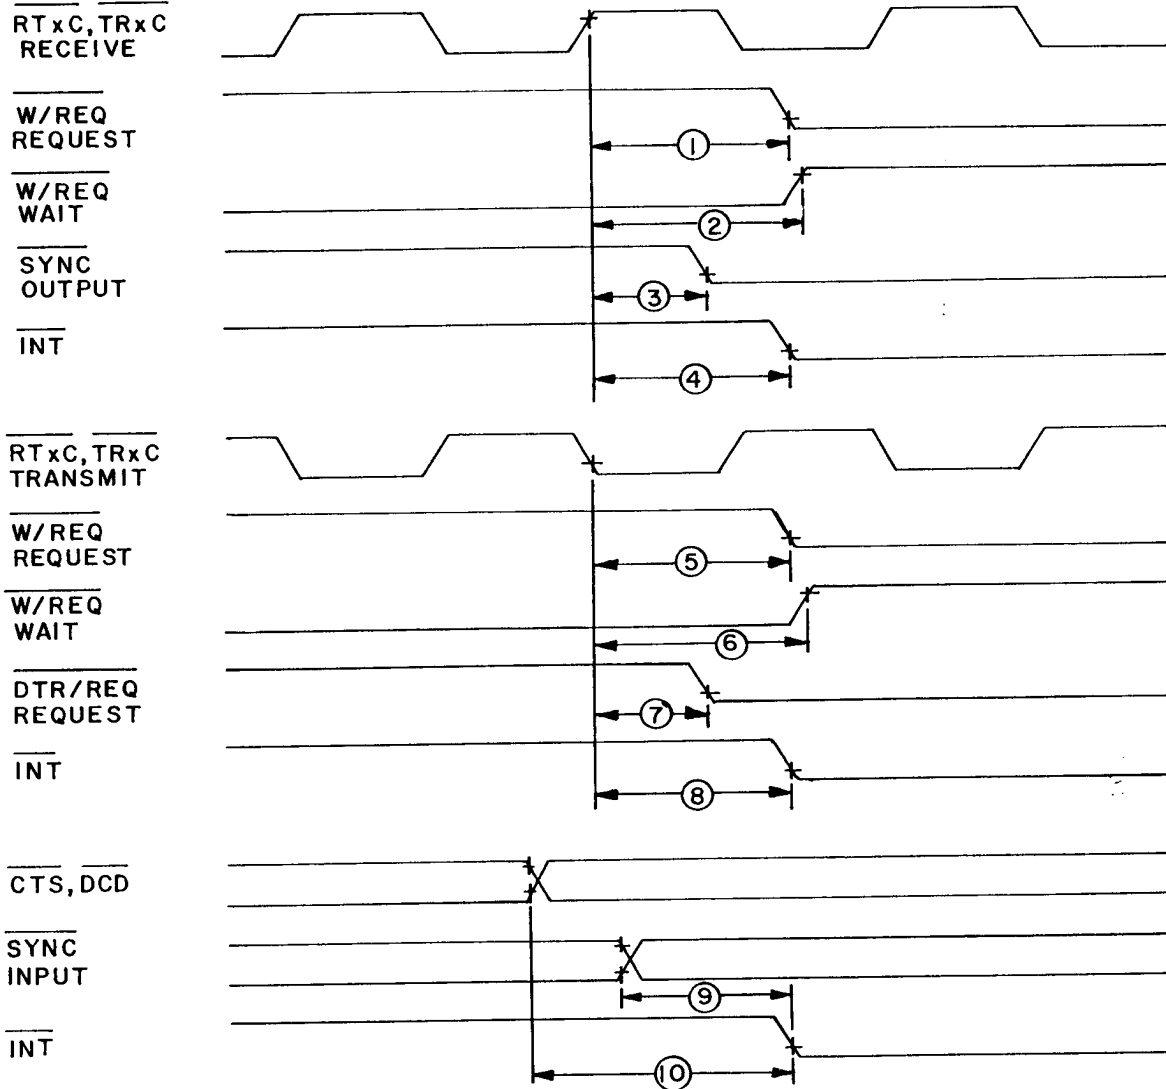 RTxC, TRxC
RECEIVE
W/REQ
REQUEST
1
W/REQ
WAIT
2
SYNC
OUTPUT
3
INT
4
RTxC, TRxC
TRANSMIT
W/REQ
REQUEST
5
W/REQ
WAIT
6
DTR/REQ
REQUEST
7
INT
8
CTS, DCD
SYNC
INPUT
9
INT
10